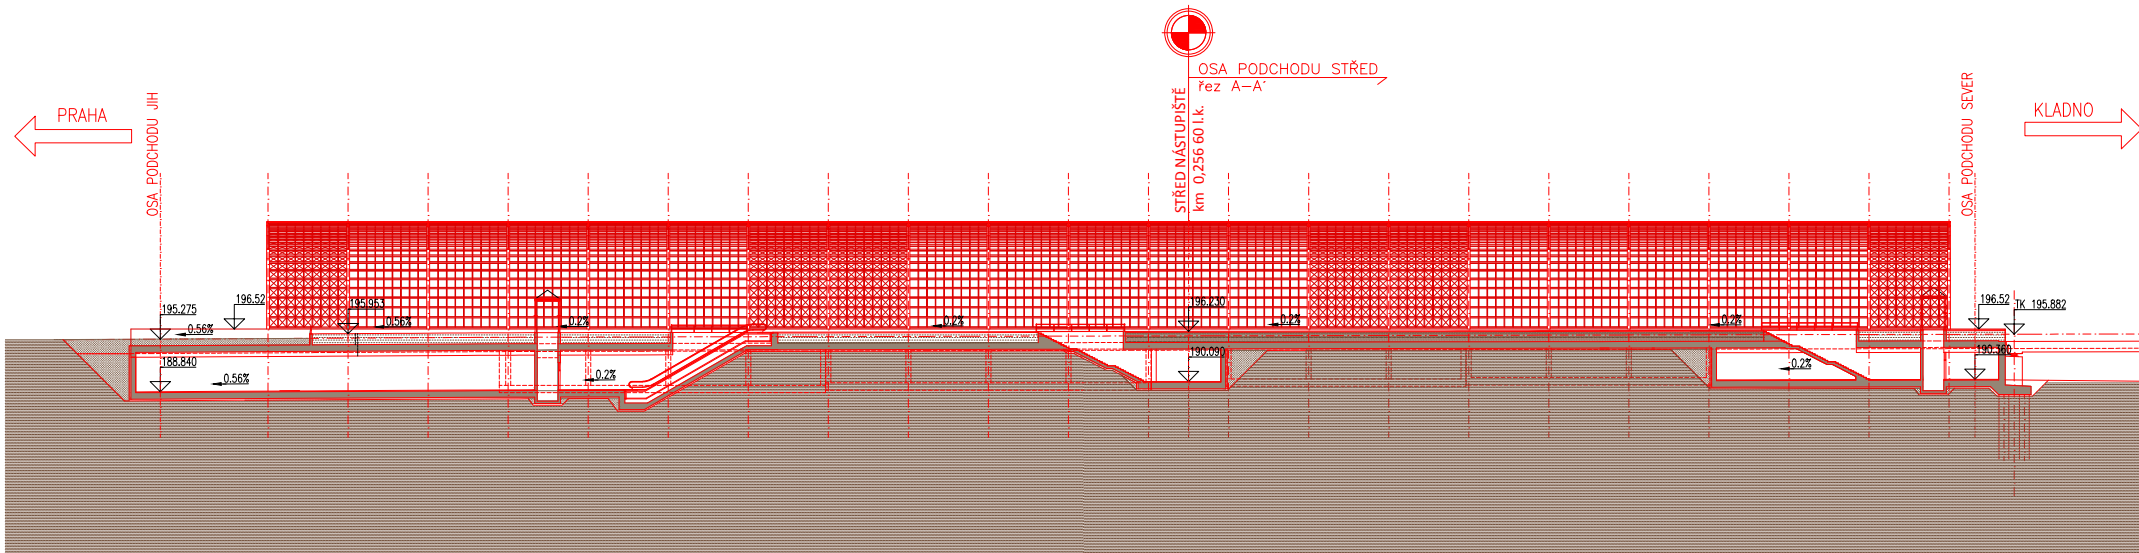 OSA PODCHODU STŘED
řez A–A´
PRAHA
KLADNO
OSA PODCHODU JIH
STŘED NÁSTUPIŠTĚ
km 0,256 60 l.k.
OSA PODCHODU SEVER
195.275
196.52
195.953
196.230
196.52
TK 195.882
0.56%
0.56%
0.2%
0.2%
0.2%
0.2%
188.840
190.090
190.360
0.56%
0.2%
0.2%